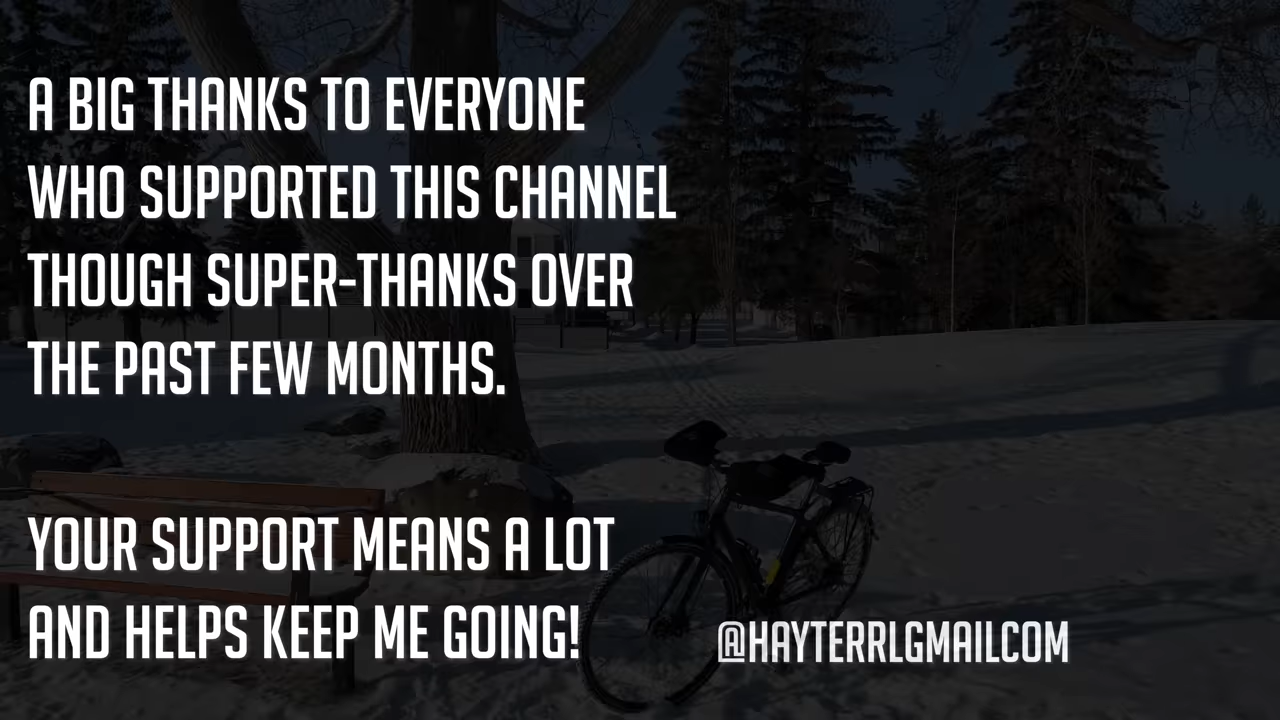 A BIG THANKS TO EVERYONE
WHO SUPPORTED THIS CHANNEL
THOUGH SUPER-THANKS OVER
THE PAST FEW MONTHS.
YOUR SUPPORT MEANS A LOT
AND HELPS KEEP ME GOING!
@HAYTERRLGMAILCOM